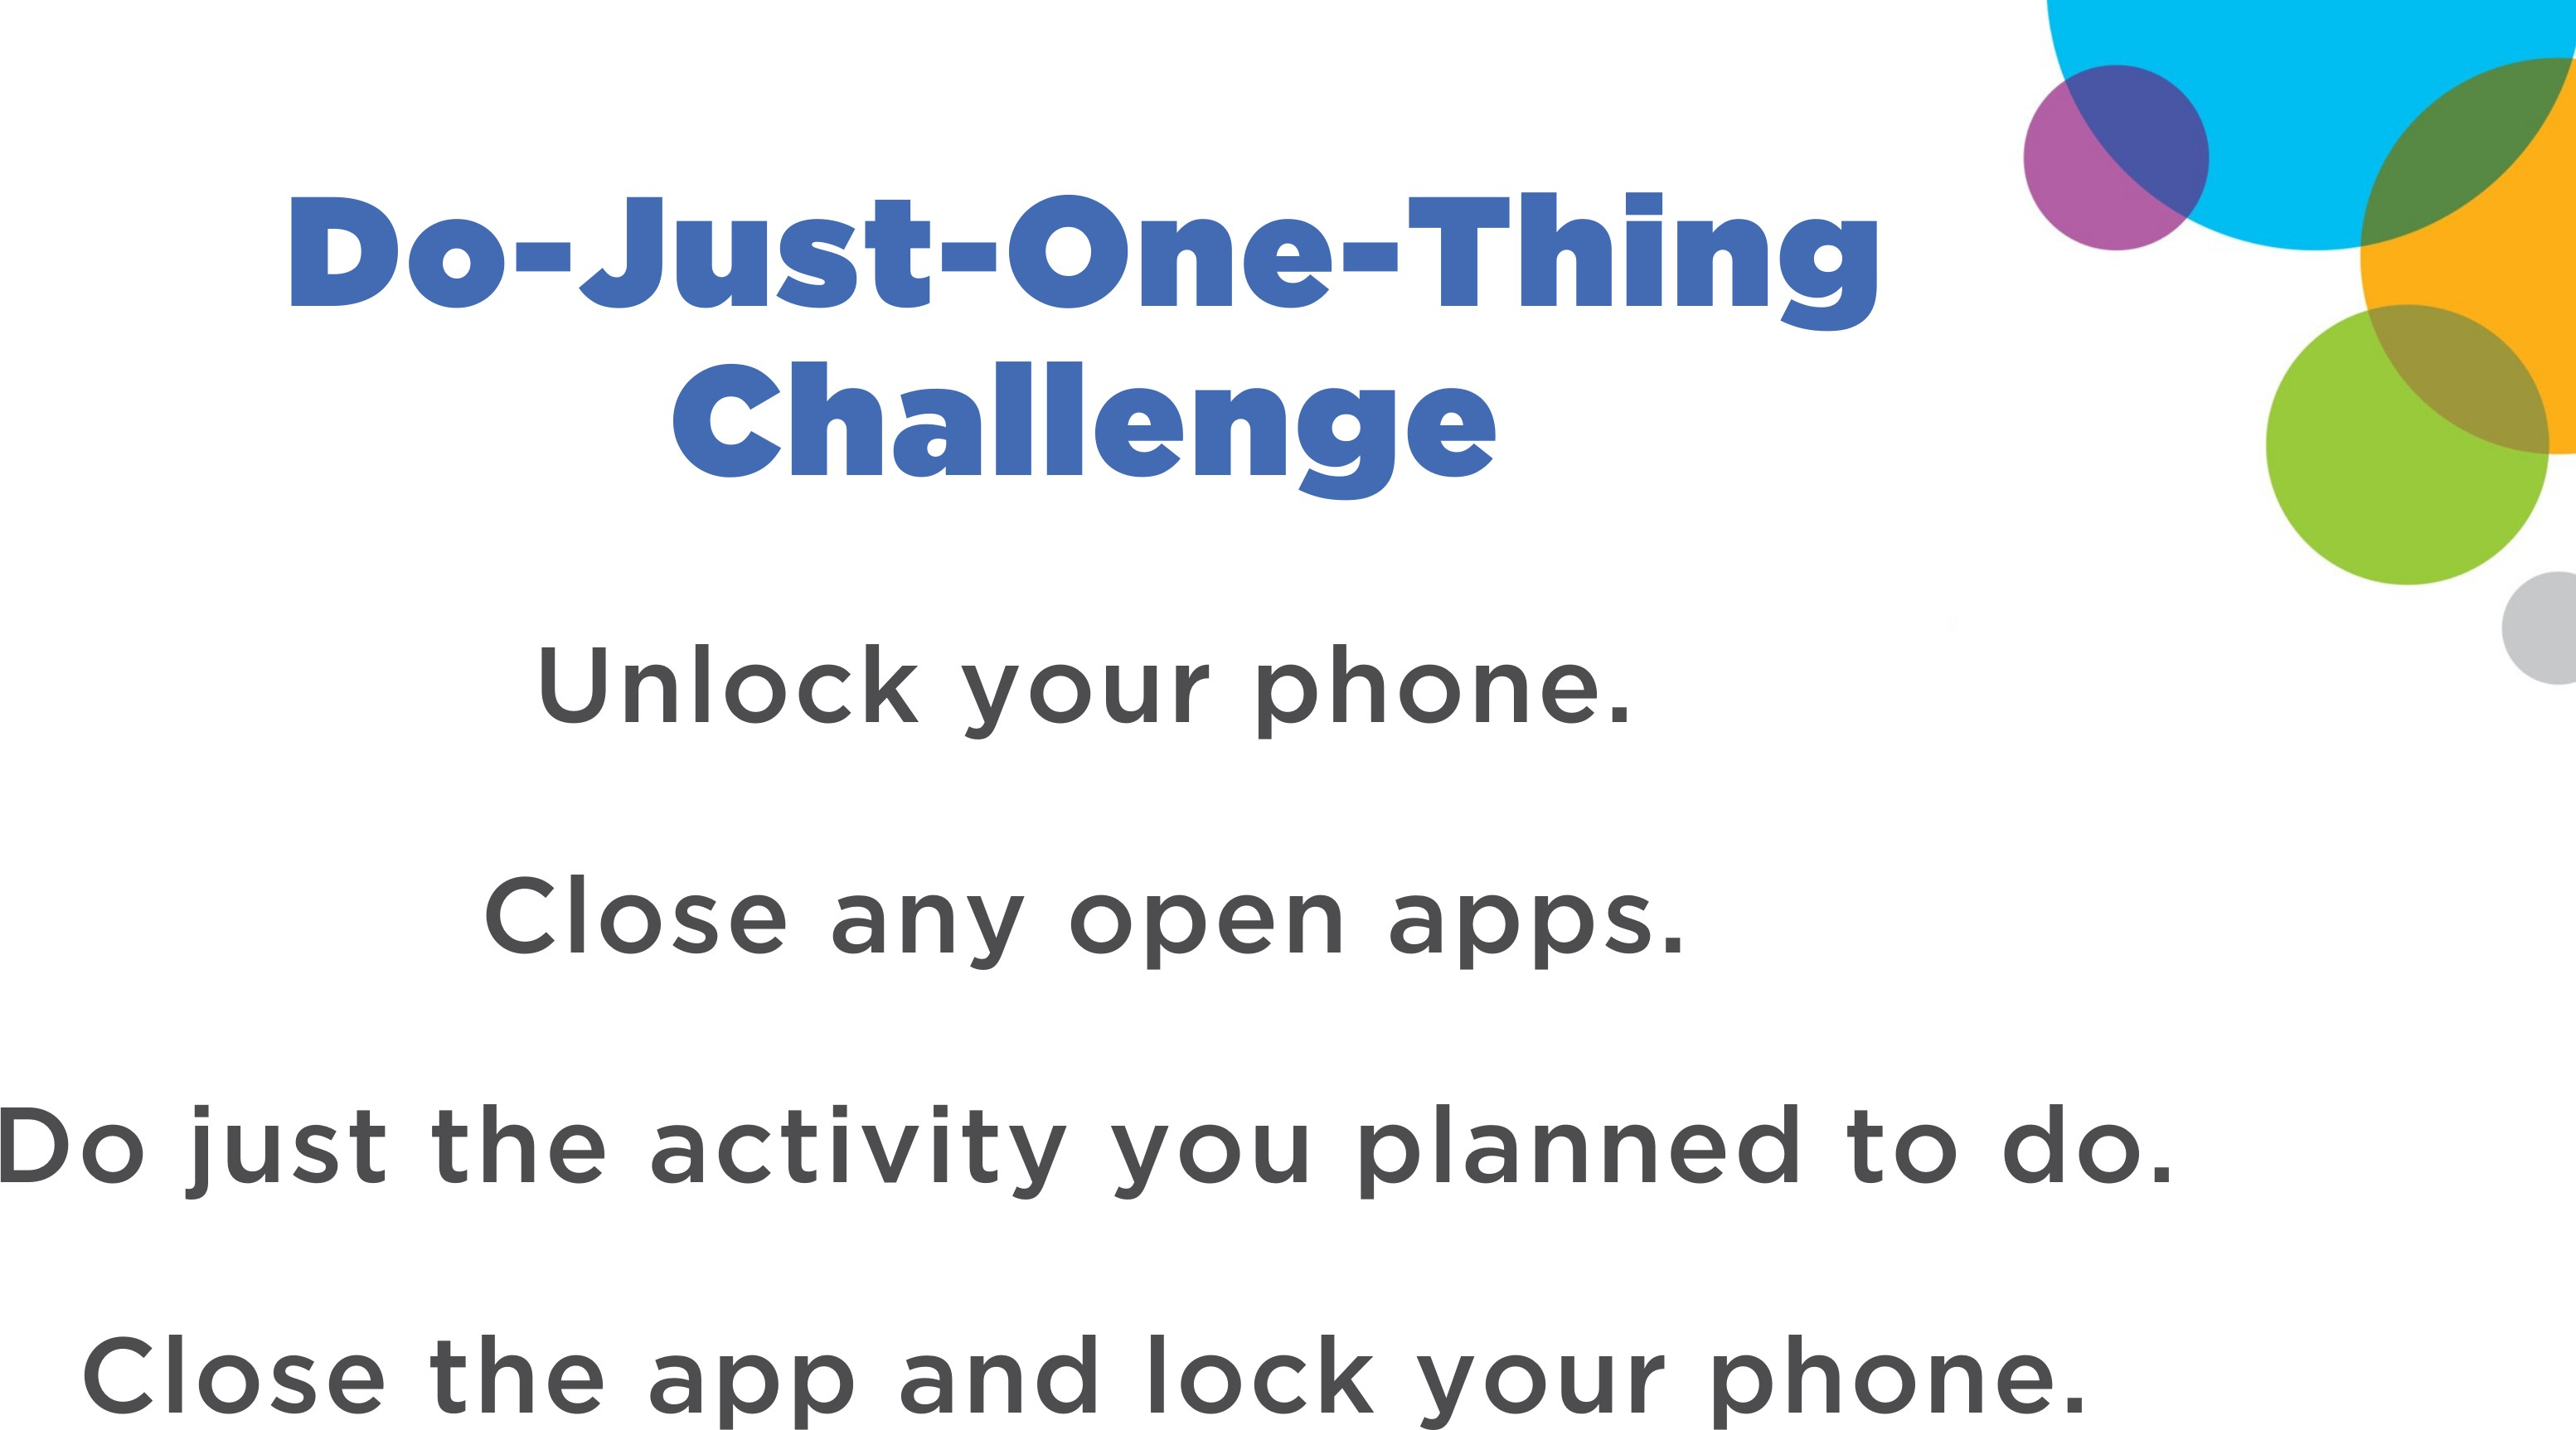 Do-Just-One-Thing
Challenge
Unlock your phone.
Close any open apps.
Do just the activity you planned to do.
Close the app and lock your phone.